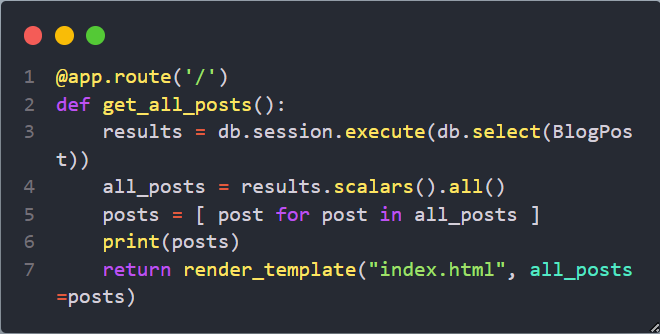 1 @app.route('/')
2 def get_all_posts():
3     results = db.session.execute(db.select(BlogPos
t))
4     all_posts = results.scalars().all()
5     posts = [ post for post in all_posts ]
6     print(posts)
7     return render_template("index.html", all_posts
=posts)